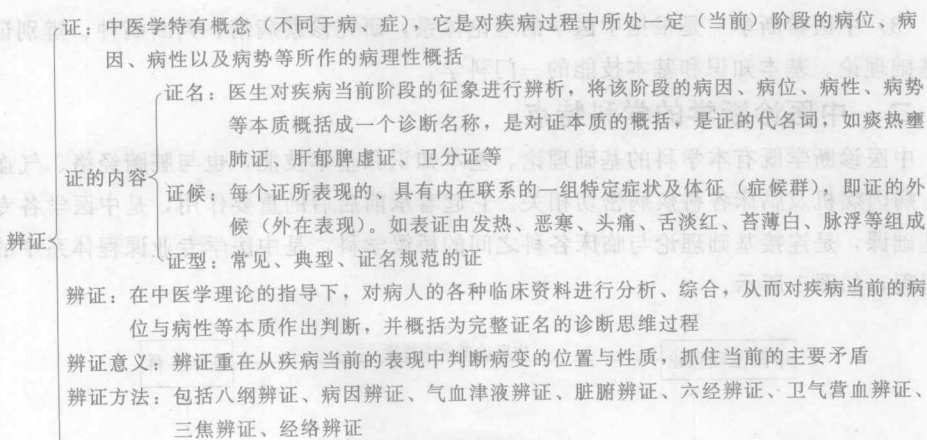 证：中医学特有概念（不同于病、症），它是对疾病过程中所处一定（当前）阶段的病位、病
因、病性以及病势等所作的病理性概括
证名：医生对疾病当前阶段的征象进行辨析，将该阶段的病因、病位、病性、病势
等本质概括成一个诊断名称，是对证本质的概括，是证的代名词，如痰热壅
肺证、肝郁脾虚证、卫分证等
证的内容
证候：每个证所表现的、具有内在联系的一组特定症状及体征（症候群），即证的外
候（外在表现）。如表证由发热、恶寒、头痛、舌淡红、苔薄白、脉浮等组成
辨证
证型：常见、典型、证名规范的证
辨证：在中医学理论的指导下，对病人的各种临床资料进行分析、综合，从而对疾病当前的病
位与病性等本质作出判断，并概括为完整证名的诊断思维过程
辨证意义：辨证重在从疾病当前的表现中判断病变的位置与性质，抓住当前的主要矛盾
辨证方法：包括八纲辨证、病因辨证、气血津液辨证、脏腑辨证、六经辨证、卫气营血辨证、
三焦辨证、经络辨证